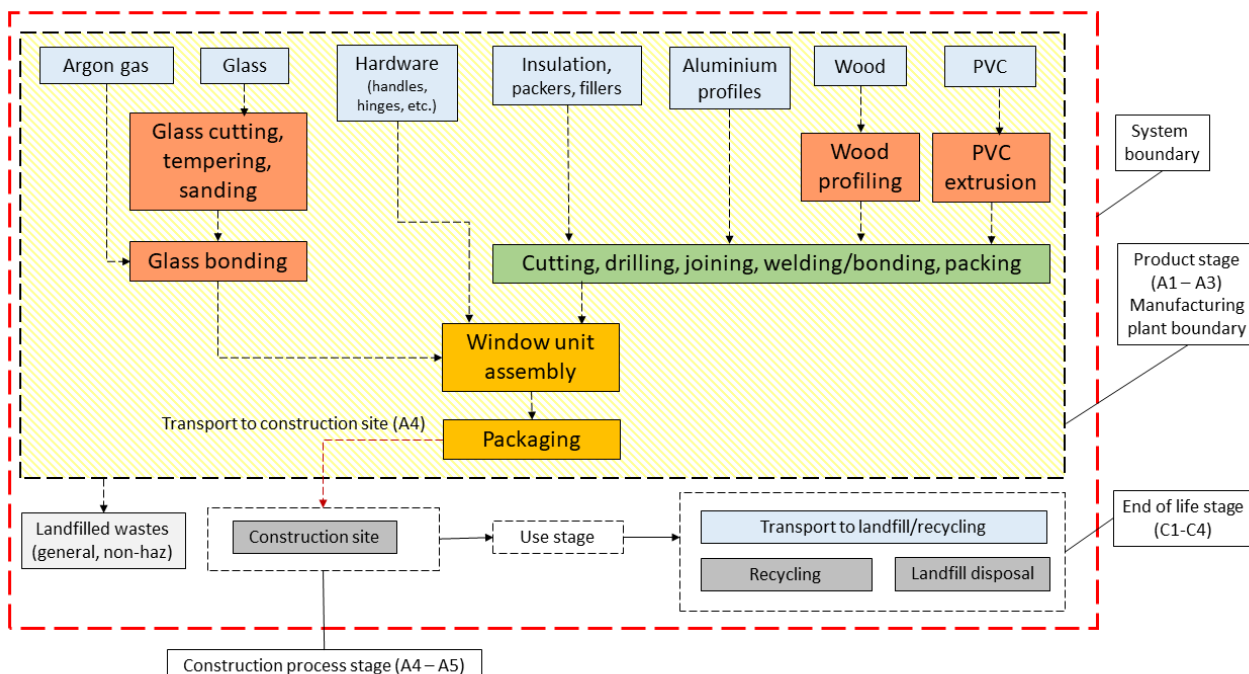 Argon gas
Glass
Hardware
(handles,
hinges, etc.)
Insulation,
packers, fillers
Aluminium
profiles
Wood
PVC
Glass cutting,
tempering,
sanding
Wood
profiling
PVC
extrusion
System
boundary
Glass bonding
Cutting, drilling, joining, welding/bonding, packing
Product stage
(A1 – A3)
Manufacturing
plant boundary
Window unit
assembly
Transport to construction site (A4)
Packaging
Landfilled wastes
(general, non-haz)
Construction site
Use stage
Transport to landfill/recycling
Recycling
Landfill disposal
End of life stage
(C1-C4)
Construction process stage (A4 – A5)